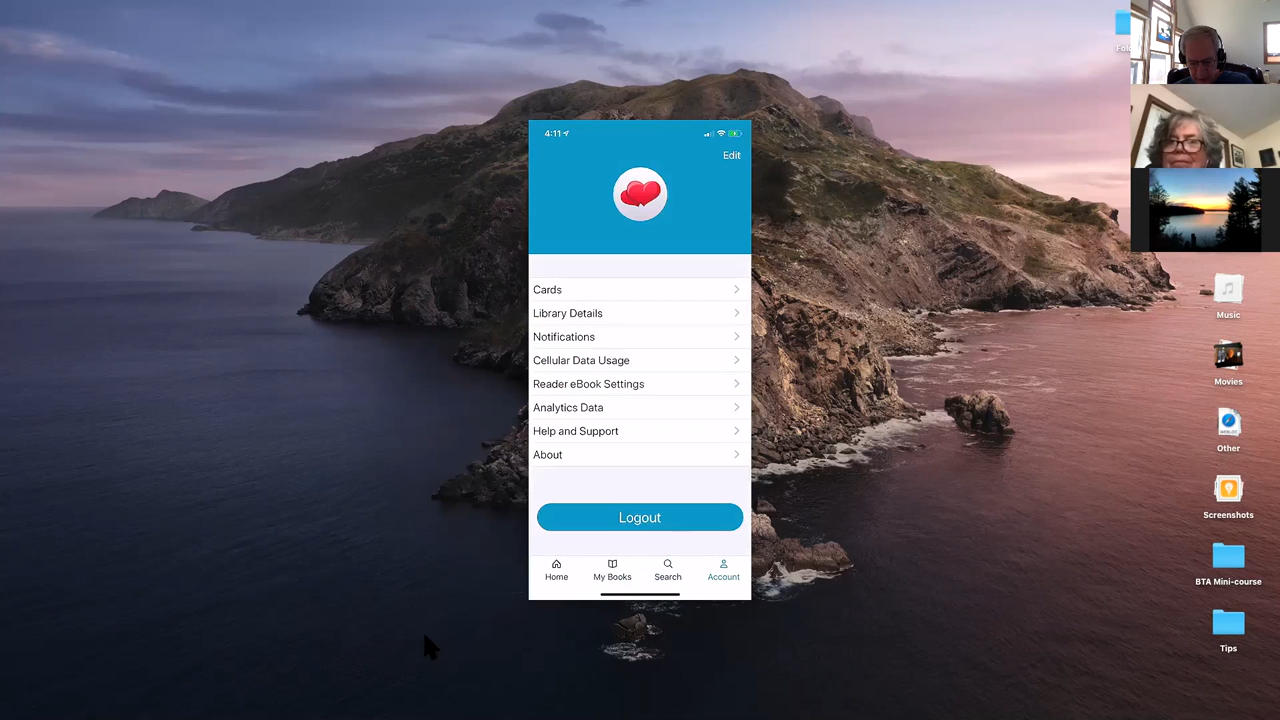 4:11
Edit
Cards
Library Details
Notifications
Cellular Data Usage
Reader eBook Settings
Analytics Data
Help and Support
About
Logout
Home
My Books
Search
Account
Music
Movies
Other
Screenshots
BTA Mini-course
Tips